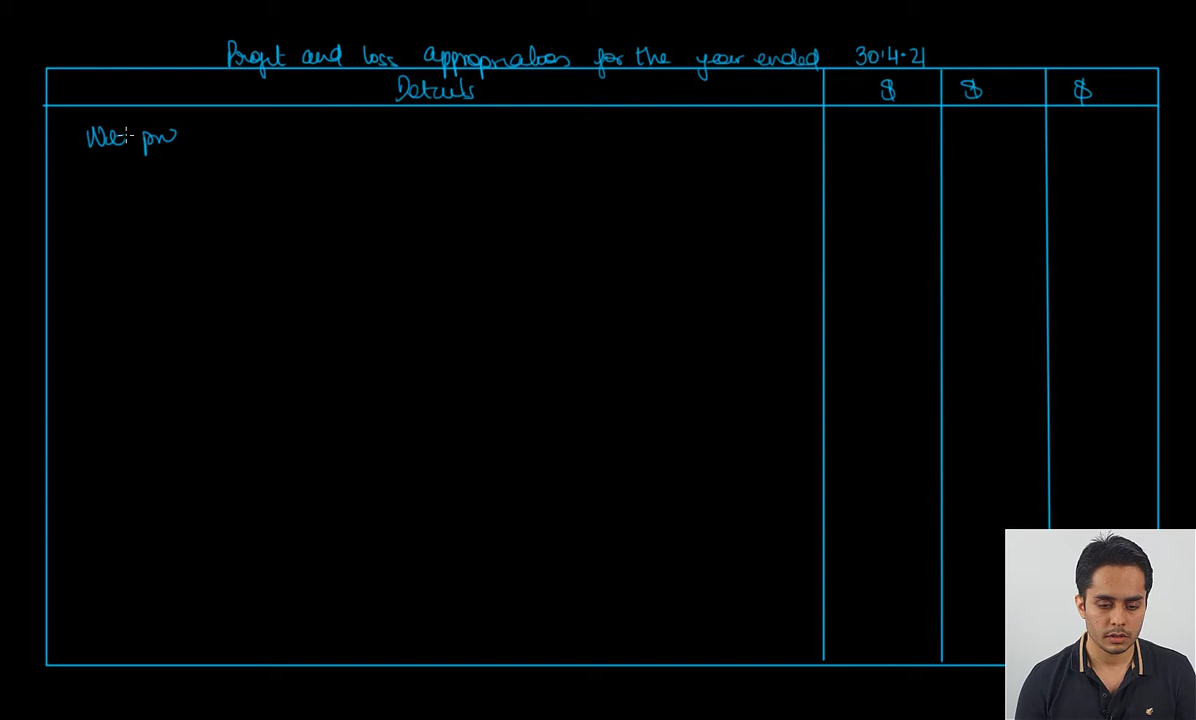 Profit and loss appropriation for the year ended 30.4.21
Details $ $ $
Net pro